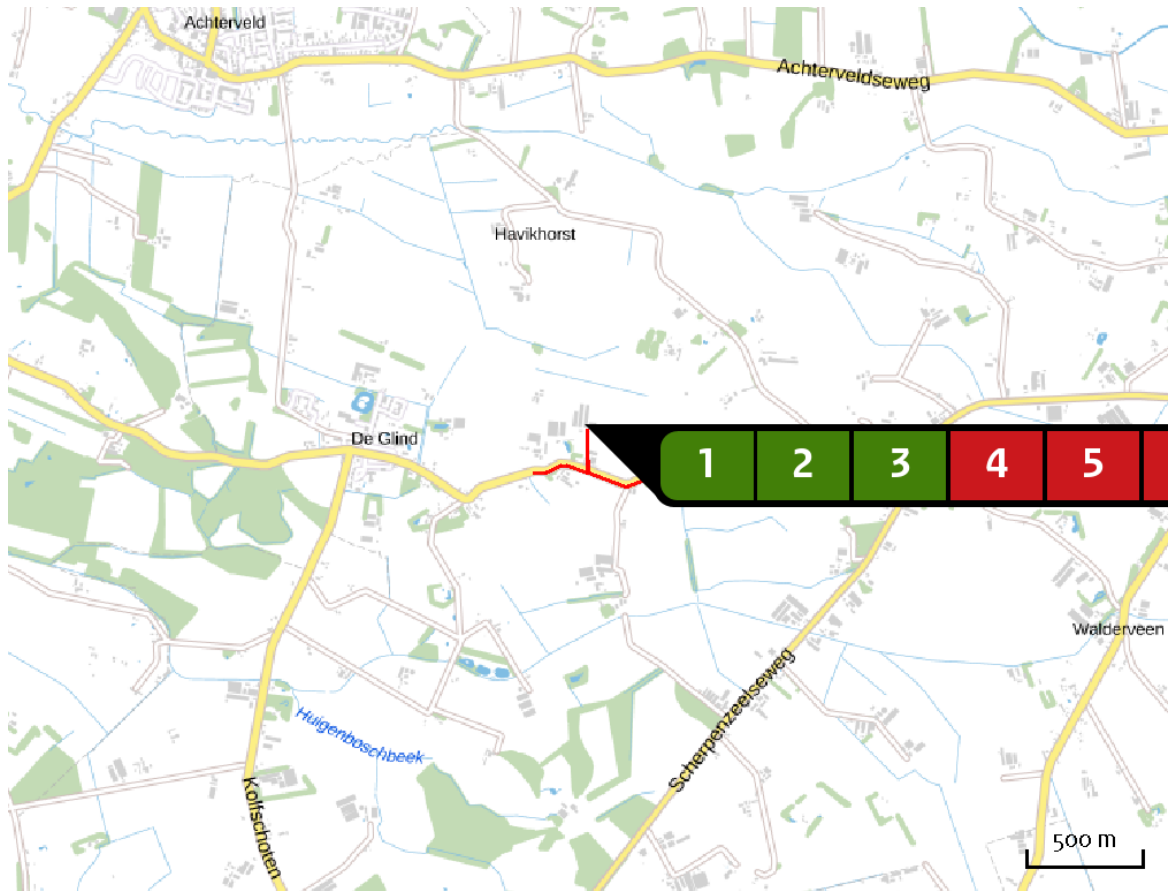 Achterveld
Achterveldseweg
Havikhorst
De Glind
1 2 3 4 5
Walderveen
Scherpenzeelseweg
Huigenboschbeek
Kolfschoten
500 m